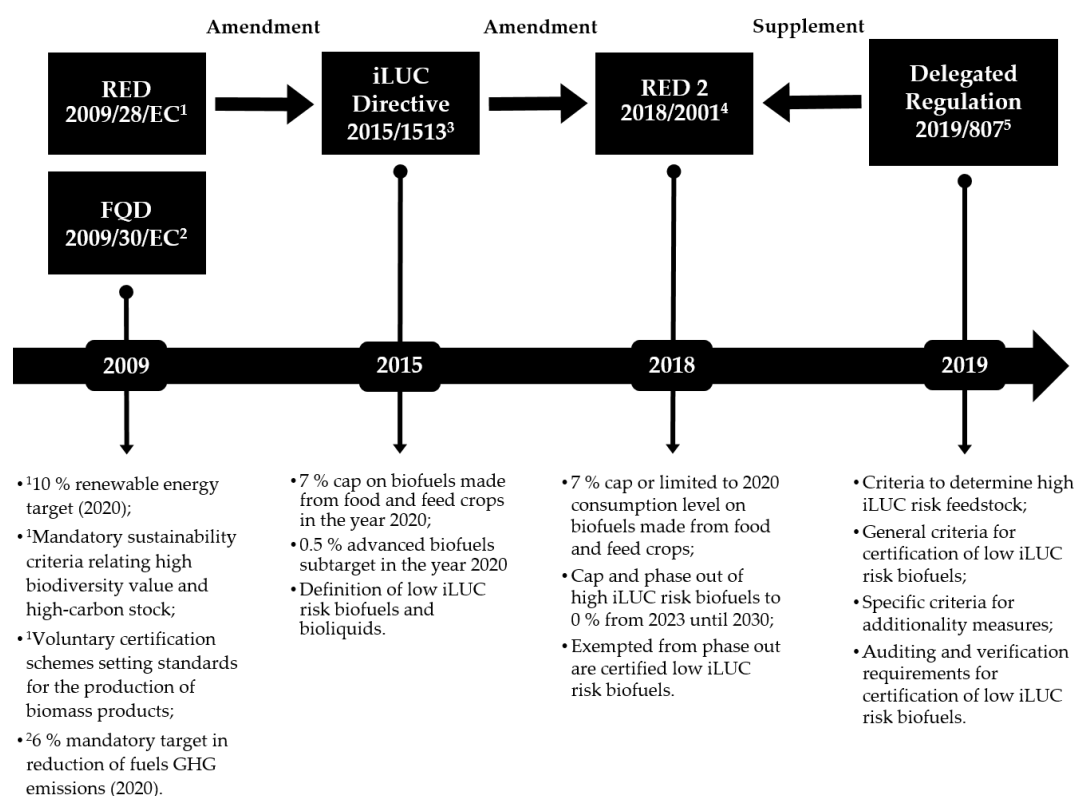 Amendment
Amendment
Supplement
RED
2009/28/EC¹
iLUC
Directive
2015/1513³
RED 2
2018/2001⁴
Delegated
Regulation
2019/807⁵
FQD
2009/30/EC²
2009
2015
2018
2019
•¹10 % renewable energy
target (2020);
•¹Mandatory sustainability
criteria relating high
biodiversity value and
high-carbon stock;
•¹Voluntary certification
schemes setting standards
for the production of
biomass products;
•²6 % mandatory target in
reduction of fuels GHG
emissions (2020).
•7 % cap on biofuels made
from food and feed crops
in the year 2020;
•0.5 % advanced biofuels
subtarget in the year 2020
•Definition of low iLUC
risk biofuels and
bioliquids.
•7 % cap or limited to 2020
consumption level on
biofuels made from food
and feed crops;
•Cap and phase out of
high iLUC risk biofuels to
0 % from 2023 until 2030;
•Exempted from phase out
are certified low iLUC
risk biofuels.
•Criteria to determine high
iLUC risk feedstock;
•General criteria for
certification of low iLUC
risk biofuels;
•Specific criteria for
additionality measures;
•Auditing and verification
requirements for
certification of low iLUC
risk biofuels.